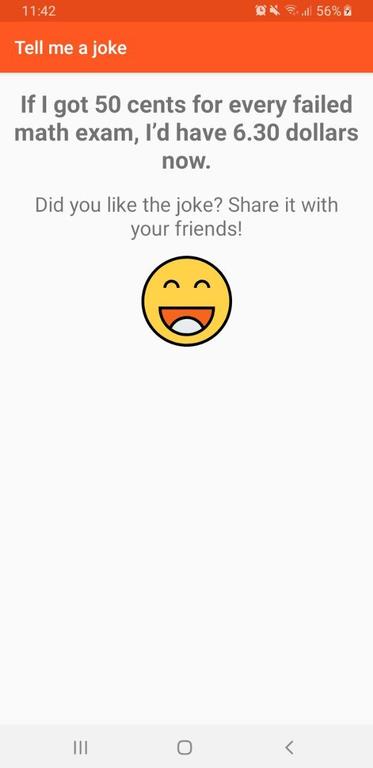 11:42
56%
Tell me a joke
If I got 50 cents for every failed
math exam, I’d have 6.30 dollars
now.
Did you like the joke? Share it with
your friends!